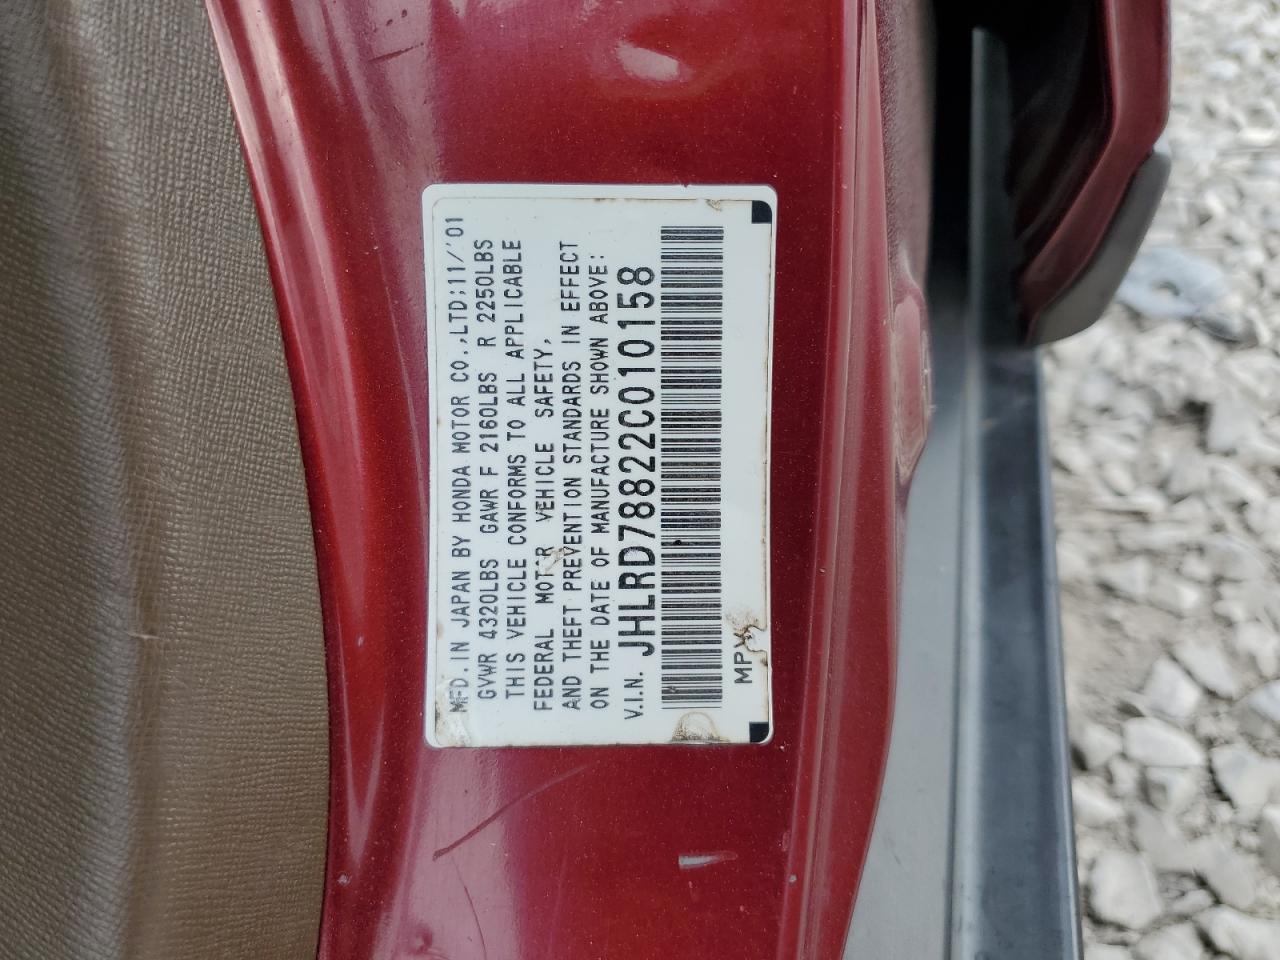 MFD.IN JAPAN BY HONDA MOTOR CO.,LTD;11/'01
GVWR 4320LBS GAWR F 2160LBS R 2250LBS
THIS VEHICLE CONFORMS TO ALL APPLICABLE
FEDERAL MOTOR VEHICLE SAFETY,
AND THEFT PREVENTION STANDARDS IN EFFECT
ON THE DATE OF MANUFACTURE SHOWN ABOVE:
V.I.N. JHLRD78822C010158
MPV